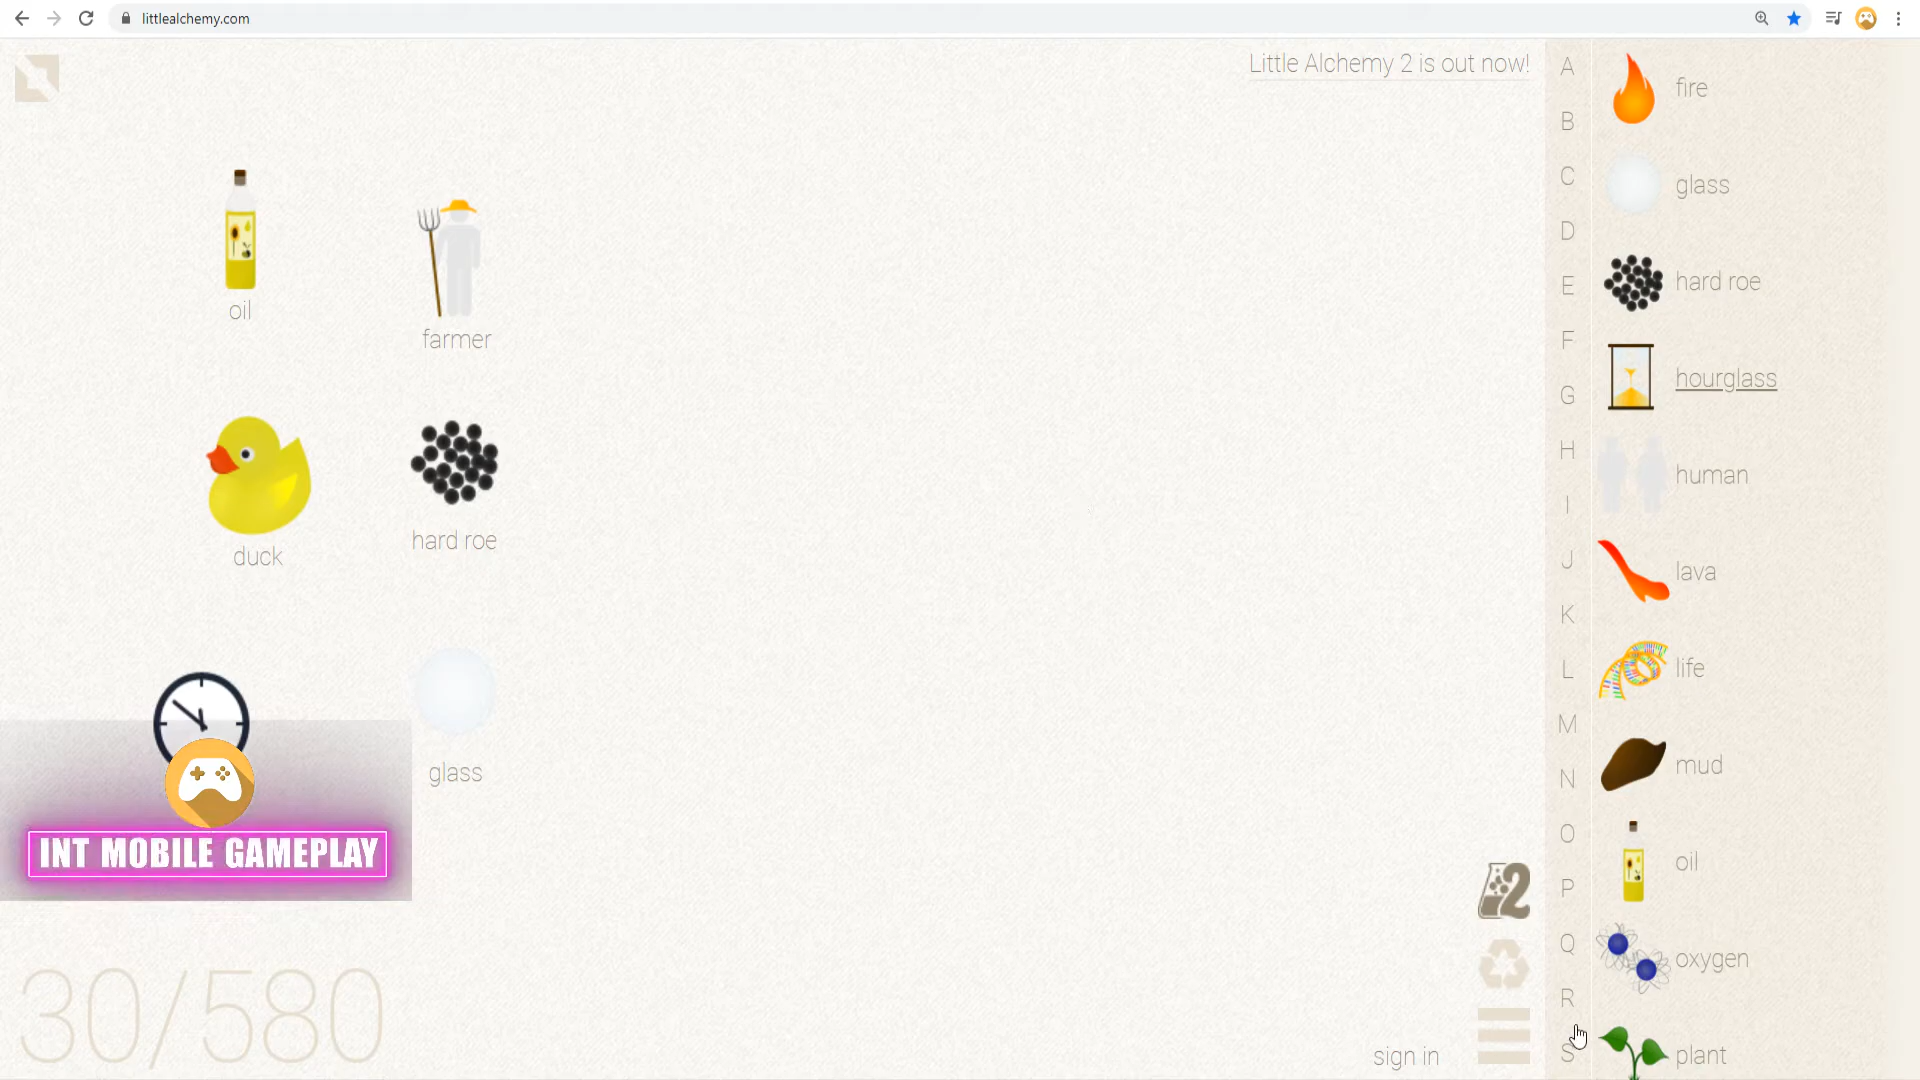 littlealchemy.com
Little Alchemy 2 is out now!
oil
farmer
duck
hard roe
glass
INT MOBILE GAMEPLAY
30/580
2
sign in
A
B
C
D
E
F
G
H
I
J
K
L
M
N
O
P
Q
R
S
fire
glass
hard roe
hourglass
human
lava
life
mud
oil
oxygen
plant